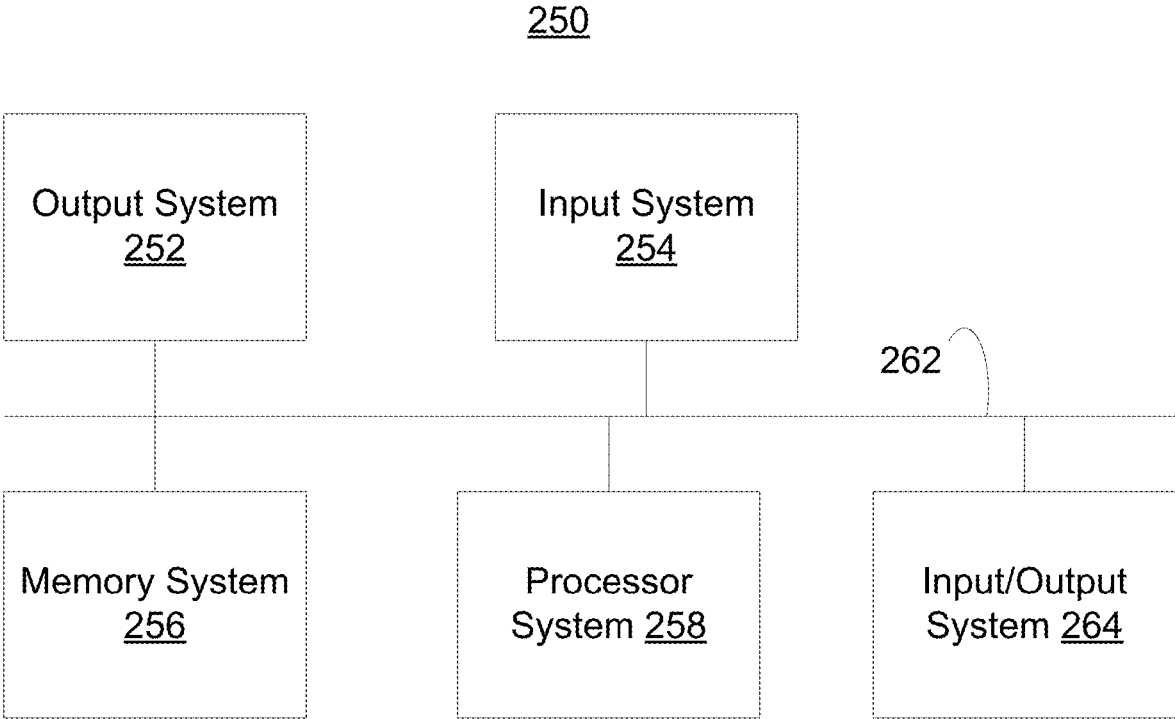 250
Output System
252
Input System
254
262
Memory System
256
Processor
System 258
Input/Output
System 264